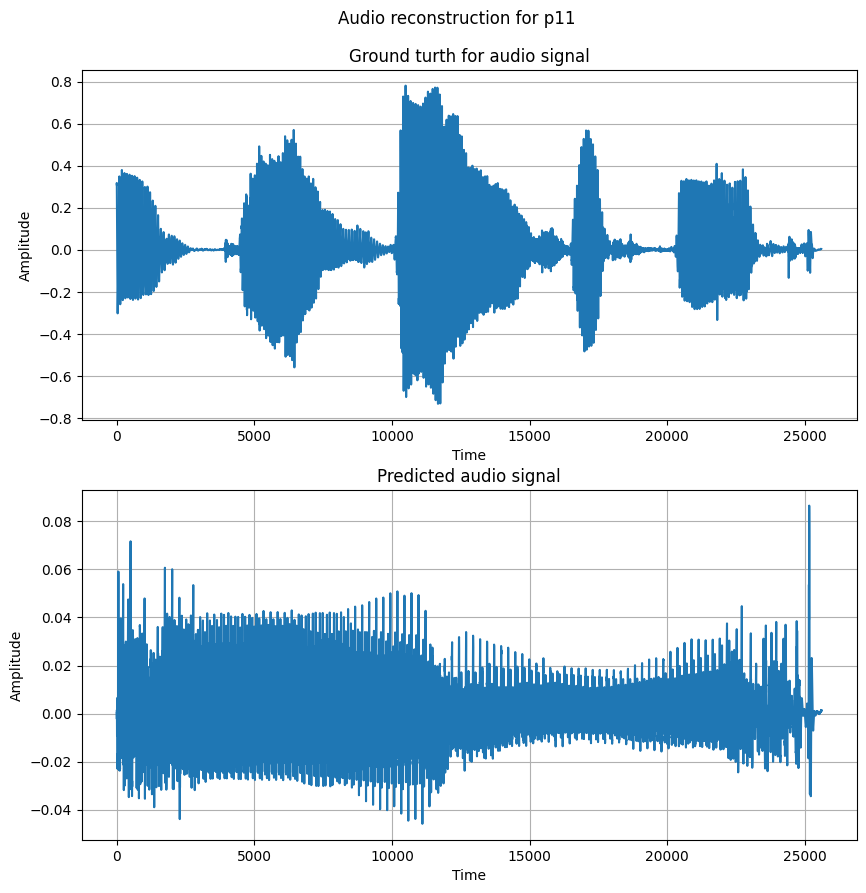 Audio reconstruction for p11
Ground turth for audio signal
0.8
0.6
0.4
0.2
0.0
−0.2
−0.4
−0.6
−0.8
Amplitude
0 5000 10000 15000 20000 25000
Time
Predicted audio signal
0.08
0.06
0.04
0.02
0.00
−0.02
−0.04
Amplitude
0 5000 10000 15000 20000 25000
Time